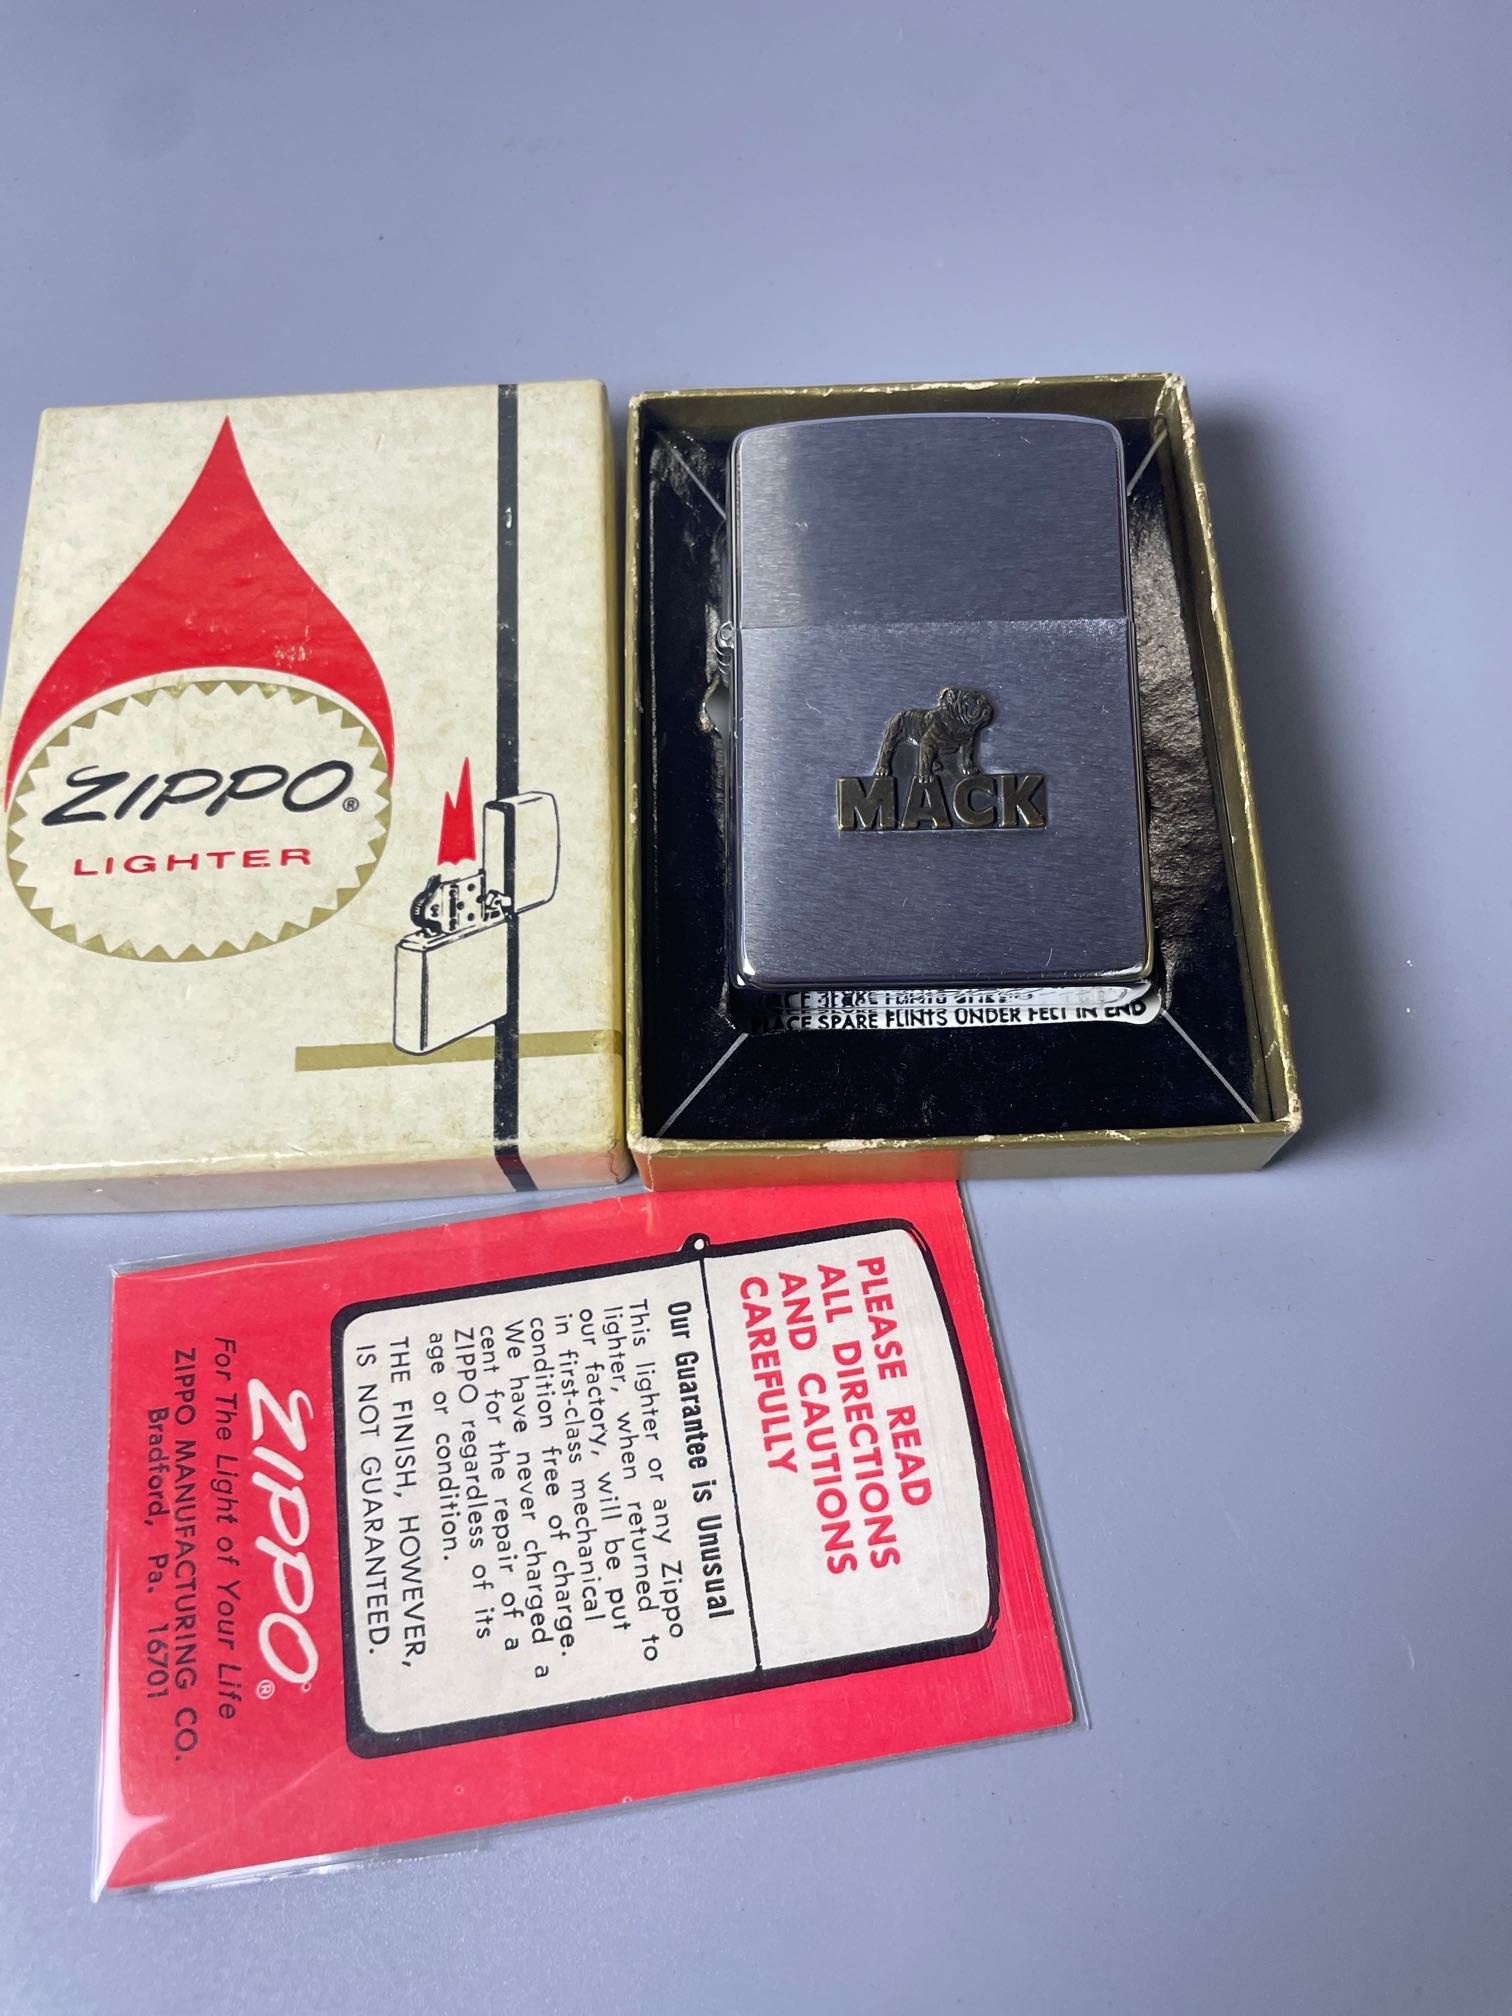 ZIPPO®
LIGHTER
MACK
PLACE SPARE FLINTS UNDER FELT IN END
PLEASE READ
ALL DIRECTIONS
AND CAUTIONS
CAREFULLY
Our Guarantee is Unusual
This lighter or any Zippo
lighter, when returned to
our factory, will be put
in first-class mechanical
condition free of charge.
We have never charged a
cent for the repair of a
ZIPPO regardless of its
age or condition.
THE FINISH, HOWEVER,
IS NOT GUARANTEED.
ZIPPO®
For The Light of Your Life
ZIPPO MANUFACTURING CO.
Bradford, Pa. 16701